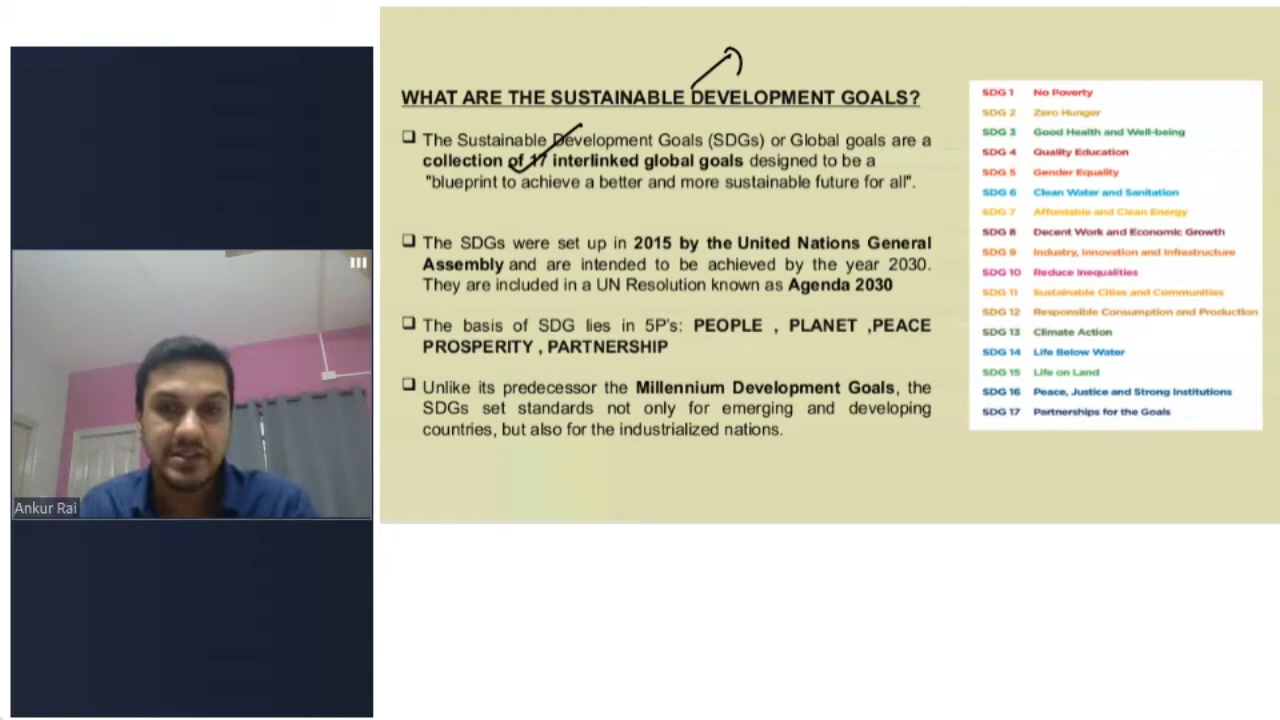 Ankur Rai
WHAT ARE THE SUSTAINABLE DEVELOPMENT GOALS?
The Sustainable Development Goals (SDGs) or Global goals are a
collection of 17 interlinked global goals designed to be a
"blueprint to achieve a better and more sustainable future for all".
The SDGs were set up in 2015 by the United Nations General
Assembly and are intended to be achieved by the year 2030.
They are included in a UN Resolution known as Agenda 2030
The basis of SDG lies in 5P's: PEOPLE , PLANET ,PEACE
PROSPERITY , PARTNERSHIP
Unlike its predecessor the Millennium Development Goals, the
SDGs set standards not only for emerging and developing
countries, but also for the industrialized nations.
SDG 1 No Poverty
SDG 2 Zero Hunger
SDG 3 Good Health and Well-being
SDG 4 Quality Education
SDG 5 Gender Equality
SDG 6 Clean Water and Sanitation
SDG 7 Affordable and Clean Energy
SDG 8 Decent Work and Economic Growth
SDG 9 Industry, Innovation and Infrastructure
SDG 10 Reduce Inequalities
SDG 11 Sustainable Cities and Communities
SDG 12 Responsible Consumption and Production
SDG 13 Climate Action
SDG 14 Life Below Water
SDG 15 Life on Land
SDG 16 Peace, Justice and Strong Institutions
SDG 17 Partnerships for the Goals